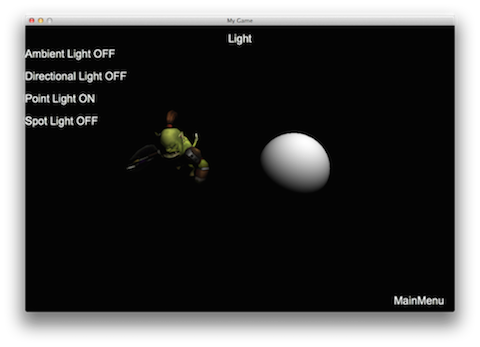 My Game
Light
Ambient Light OFF
Directional Light OFF
Point Light ON
Spot Light OFF
MainMenu